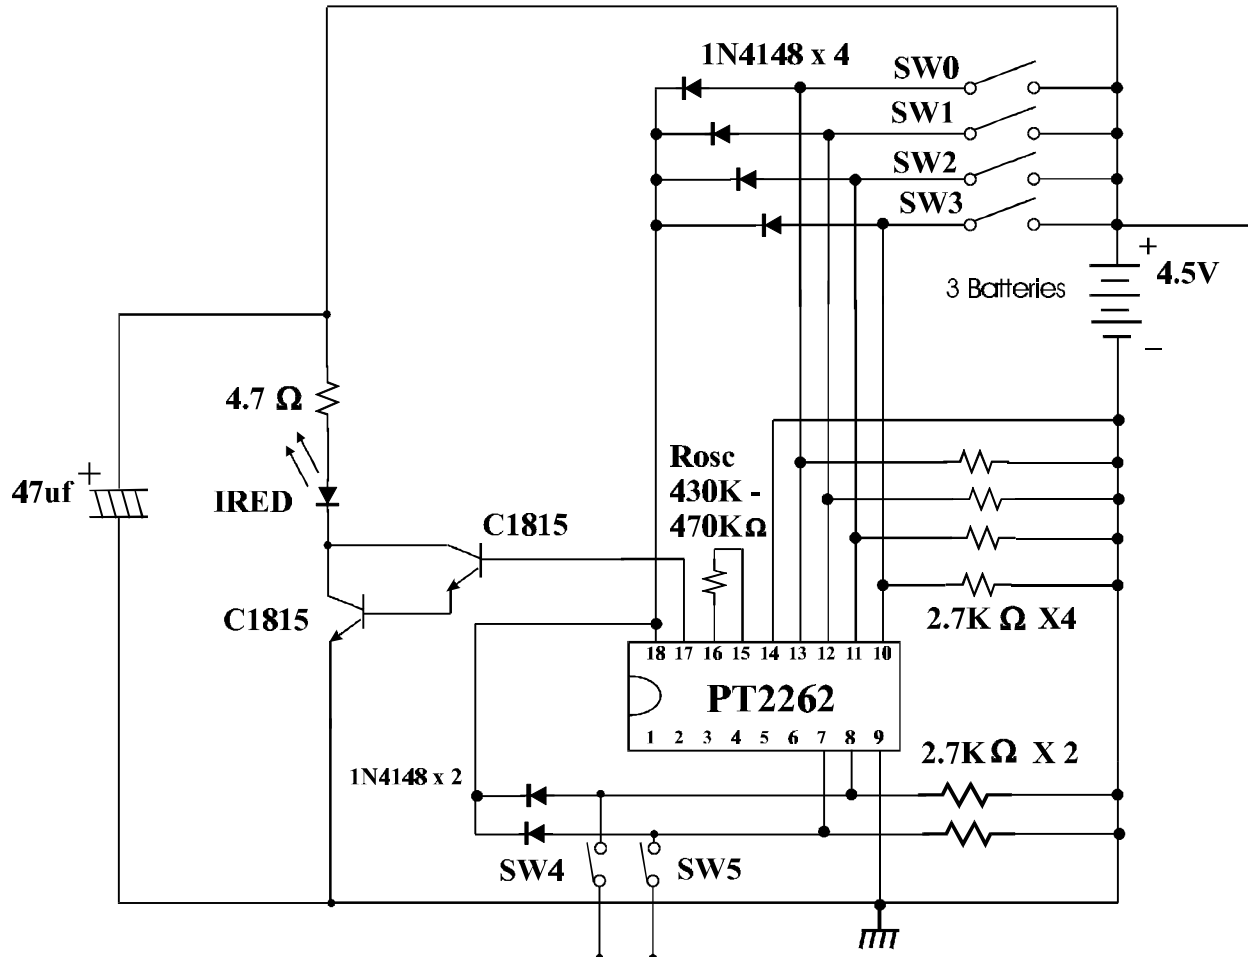 1N4148 x 4
SW0
SW1
SW2
SW3
+
4.5V
3 Batteries
–
4.7 Ω
+
47uf
IRED
C1815
C1815
Rosc
430K -
470KΩ
2.7K Ω X4
18 17 16 15 14 13 12 11 10
PT2262
1 2 3 4 5 6 7 8 9
2.7K Ω X 2
1N4148 x 2
SW4
SW5